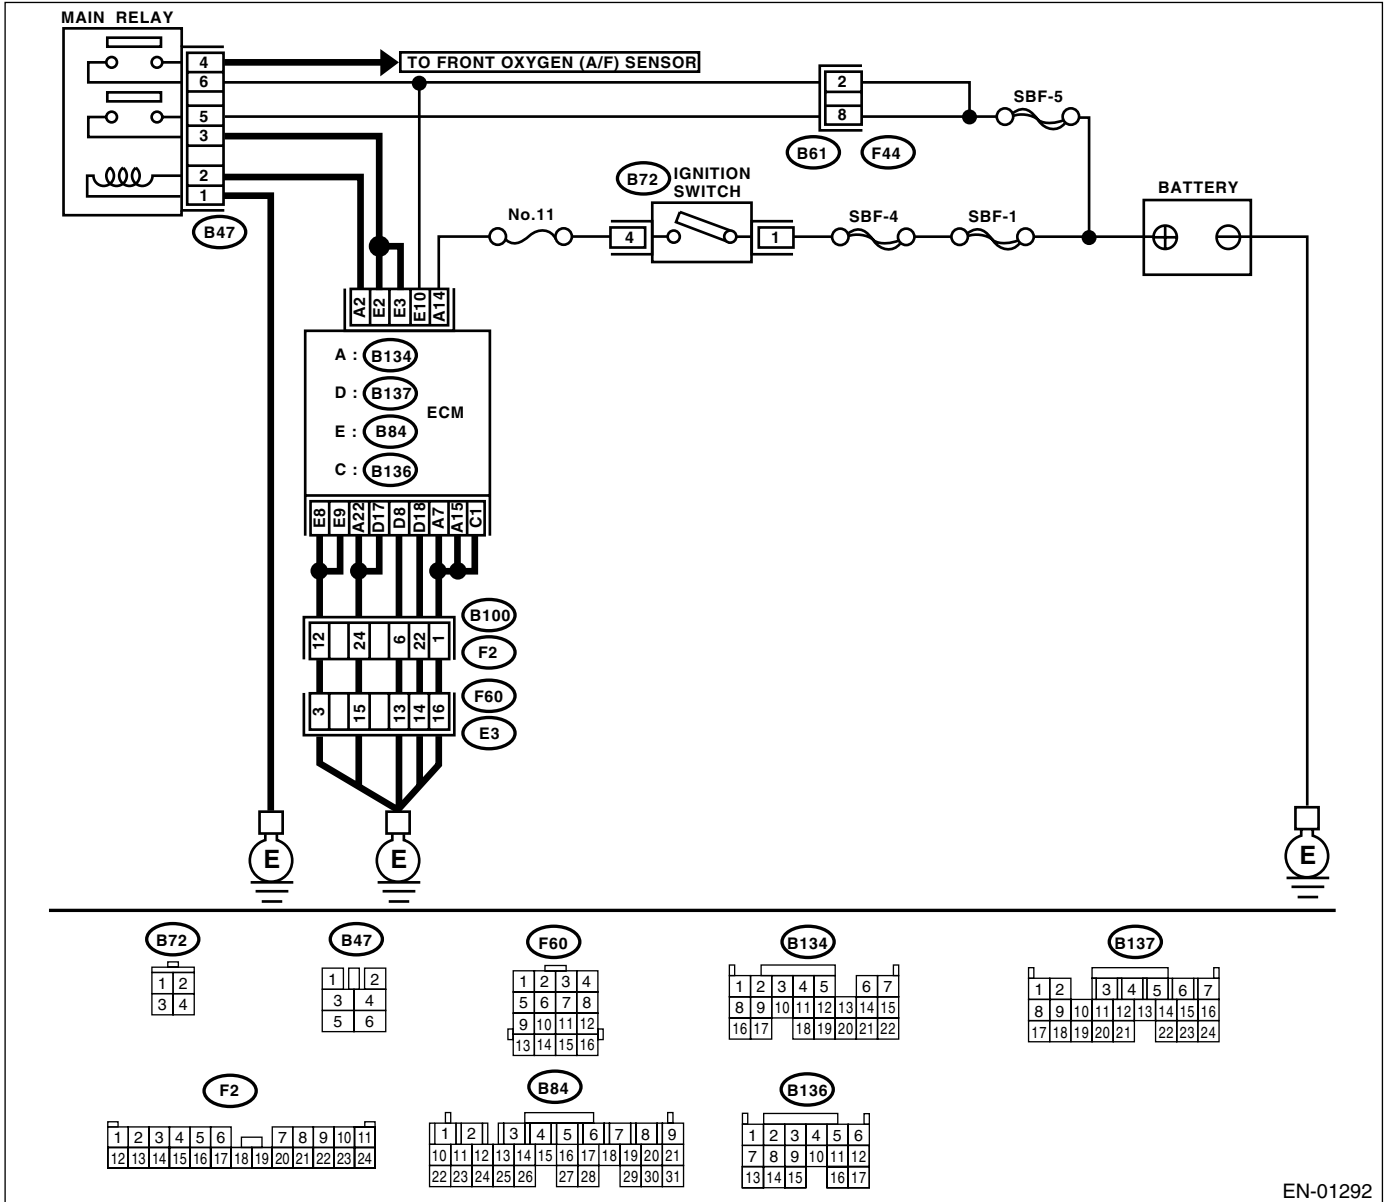 MAIN RELAY
4
TO FRONT OXYGEN (A/F) SENSOR
6
2
SBF-5
5
8
3
B61
F44
B72
IGNITION
SWITCH
2
BATTERY
1
No.11
SBF-4
SBF-1
B47
4
1
A2
E2
E3
E10
A14
A : B134
D : B137
ECM
E : B84
C : B136
E8
E9
A22
D17
D8
D18
A7
A15
C1
B100
12
24
6
22
1
F2
F60
3
15
13
14
16
E3
E
E
E
B72
1 2
3 4
B47
1 2
3 4
5 6
F60
1 2 3 4
5 6 7 8
9 10 11 12
13 14 15 16
B134
1 2 3 4 5 6 7
8 9 10 11 12 13 14 15
16 17 18 19 20 21 22
B137
1 2 3 4 5 6 7
8 9 10 11 12 13 14 15 16
17 18 19 20 21 22 23 24
F2
1 2 3 4 5 6 7 8 9 10 11
12 13 14 15 16 17 18 19 20 21 22 23 24
B84
1 2 3 4 5 6 7 8 9
10 11 12 13 14 15 16 17 18 19 20 21
22 23 24 25 26 27 28 29 30 31
B136
1 2 3 4 5 6
7 8 9 10 11 12
13 14 15 16 17
EN-01292